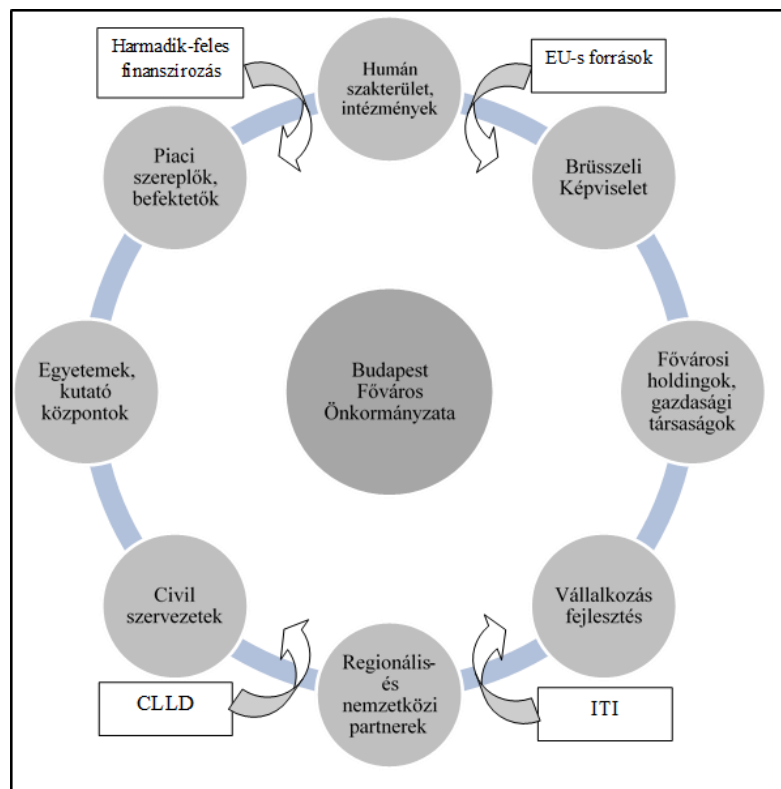 Harmadik-feles
finanszírozás
Humán
szakterület,
intézmények
EU-s források
Piaci
szereplők,
befektetők
Brüsszeli
Képviselet
Egyetemek,
kutató
központok
Budapest
Főváros
Önkormányzata
Fővárosi
holdingok,
gazdasági
társaságok
Civil
szervezetek
Vállalkozás
fejlesztés
CLLD
Regionális-
és
nemzetközi
partnerek
ITI